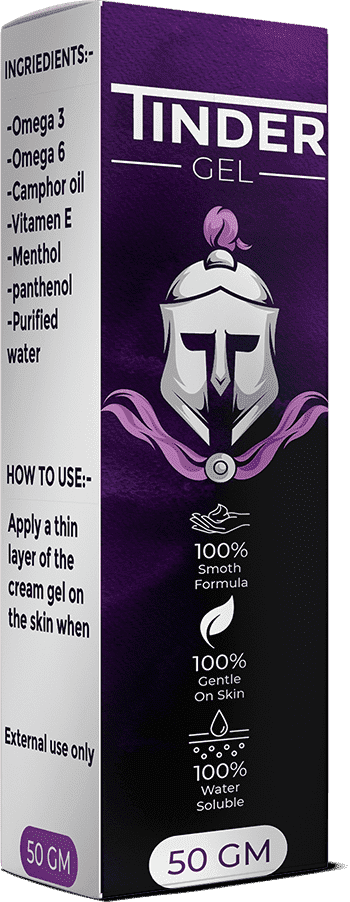 INGRIEDIENTS:-
-Omega 3
-Omega 6
-Camphor oil
-Vitamen E
-Menthol
-panthenol
-Purified
water
HOW TO USE:-
Apply a thin
layer of the
cream gel on
the skin when
External use only
50 GM
TINDER
GEL
100%
Smoth
Formula
100%
Gentle
On Skin
100%
Water
Soluble
50 GM